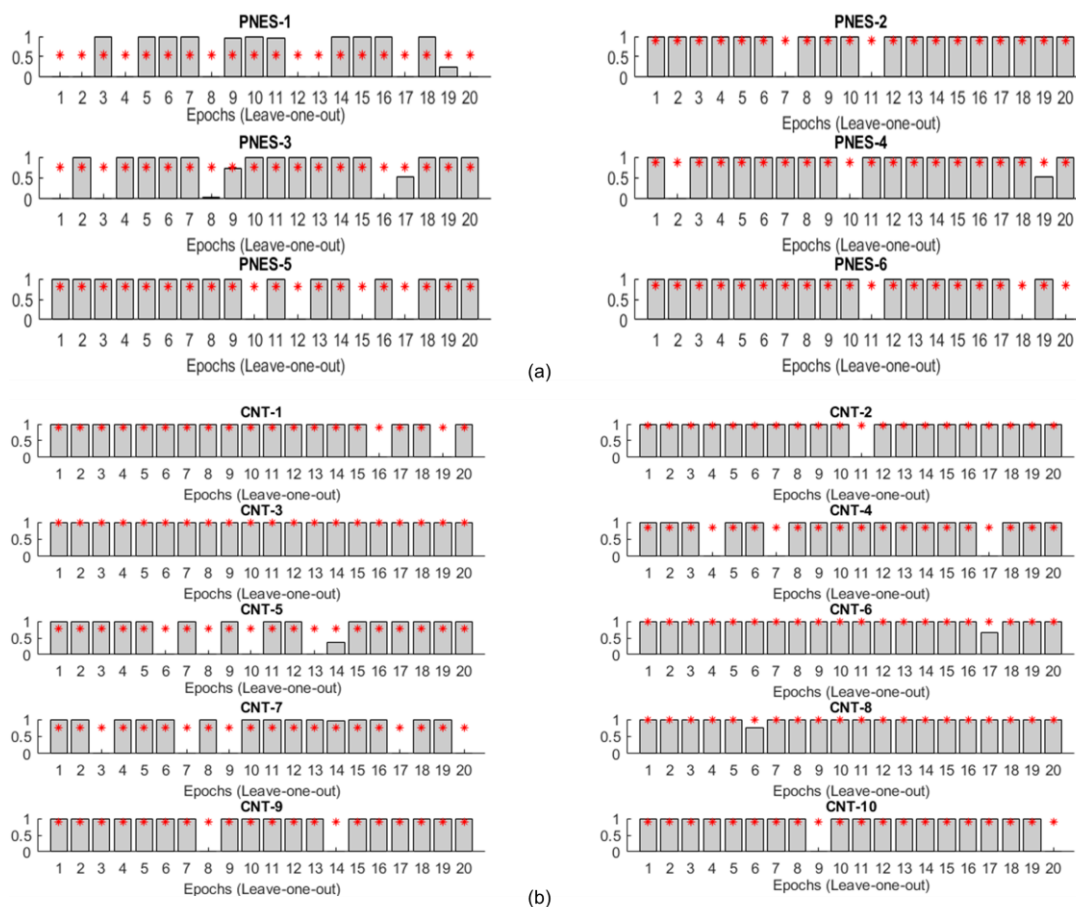 PNES-1
1
0.5
0
1 2 3 4 5 6 7 8 9 10 11 12 13 14 15 16 17 18 19 20
Epochs (Leave-one-out)
PNES-2
1
0.5
0
1 2 3 4 5 6 7 8 9 10 11 12 13 14 15 16 17 18 19 20
Epochs (Leave-one-out)
PNES-3
1
0.5
0
1 2 3 4 5 6 7 8 9 10 11 12 13 14 15 16 17 18 19 20
Epochs (Leave-one-out)
PNES-4
1
0.5
0
1 2 3 4 5 6 7 8 9 10 11 12 13 14 15 16 17 18 19 20
Epochs (Leave-one-out)
PNES-5
1
0.5
0
1 2 3 4 5 6 7 8 9 10 11 12 13 14 15 16 17 18 19 20
Epochs (Leave-one-out)
PNES-6
1
0.5
0
1 2 3 4 5 6 7 8 9 10 11 12 13 14 15 16 17 18 19 20
Epochs (Leave-one-out)
(a)
CNT-1
1
0.5
0
1 2 3 4 5 6 7 8 9 10 11 12 13 14 15 16 17 18 19 20
Epochs (Leave-one-out)
CNT-2
1
0.5
0
1 2 3 4 5 6 7 8 9 10 11 12 13 14 15 16 17 18 19 20
Epochs (Leave-one-out)
CNT-3
1
0.5
0
1 2 3 4 5 6 7 8 9 10 11 12 13 14 15 16 17 18 19 20
Epochs (Leave-one-out)
CNT-4
1
0.5
0
1 2 3 4 5 6 7 8 9 10 11 12 13 14 15 16 17 18 19 20
Epochs (Leave-one-out)
CNT-5
1
0.5
0
1 2 3 4 5 6 7 8 9 10 11 12 13 14 15 16 17 18 19 20
Epochs (Leave-one-out)
CNT-6
1
0.5
0
1 2 3 4 5 6 7 8 9 10 11 12 13 14 15 16 17 18 19 20
Epochs (Leave-one-out)
CNT-7
1
0.5
0
1 2 3 4 5 6 7 8 9 10 11 12 13 14 15 16 17 18 19 20
Epochs (Leave-one-out)
CNT-8
1
0.5
0
1 2 3 4 5 6 7 8 9 10 11 12 13 14 15 16 17 18 19 20
Epochs (Leave-one-out)
CNT-9
1
0.5
0
1 2 3 4 5 6 7 8 9 10 11 12 13 14 15 16 17 18 19 20
Epochs (Leave-one-out)
CNT-10
1
0.5
0
1 2 3 4 5 6 7 8 9 10 11 12 13 14 15 16 17 18 19 20
Epochs (Leave-one-out)
(b)